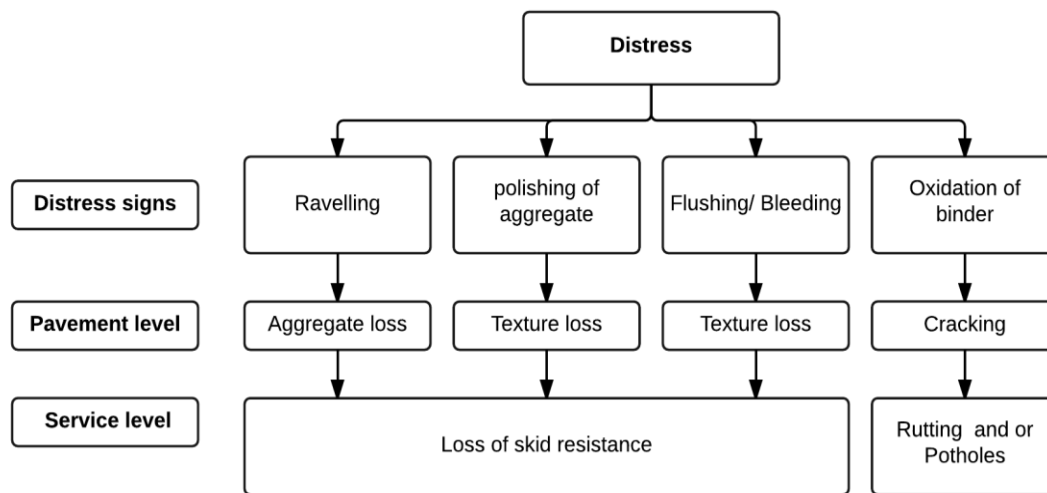 Distress
Distress signs
Ravelling
polishing of
aggregate
Flushing/ Bleeding
Oxidation of
binder
Pavement level
Aggregate loss
Texture loss
Texture loss
Cracking
Service level
Loss of skid resistance
Rutting  and or
Potholes